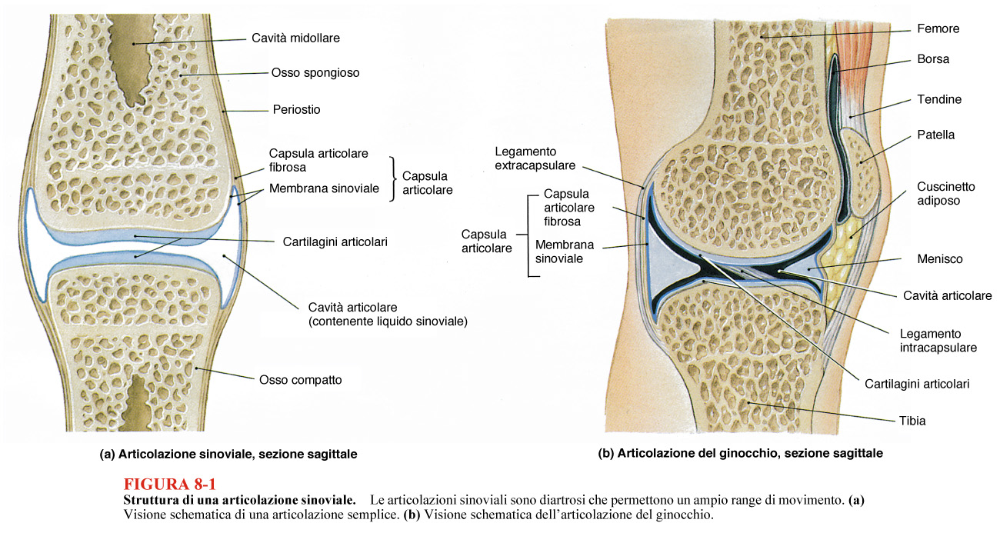 Cavità midollare
Osso spongioso
Periostio
Capsula articolare
fibrosa
Membrana sinoviale
Capsula
articolare
Cartilagini articolari
Cavità articolare
(contenente liquido sinoviale)
Osso compatto
(a) Articolazione sinoviale, sezione sagittale
Legamento
extracapsulare
Capsula
articolare
fibrosa
Capsula
articolare
Membrana
sinoviale
Femore
Borsa
Tendine
Patella
Cuscinetto
adiposo
Menisco
Cavità articolare
Legamento
intracapsulare
Cartilagini articolari
Tibia
(b) Articolazione del ginocchio, sezione sagittale
FIGURA 8-1
Struttura di una articolazione sinoviale. Le articolazioni sinoviali sono diartrosi che permettono un ampio range di movimento. (a)
Visione schematica di una articolazione semplice. (b) Visione schematica dell'articolazione del ginocchio.